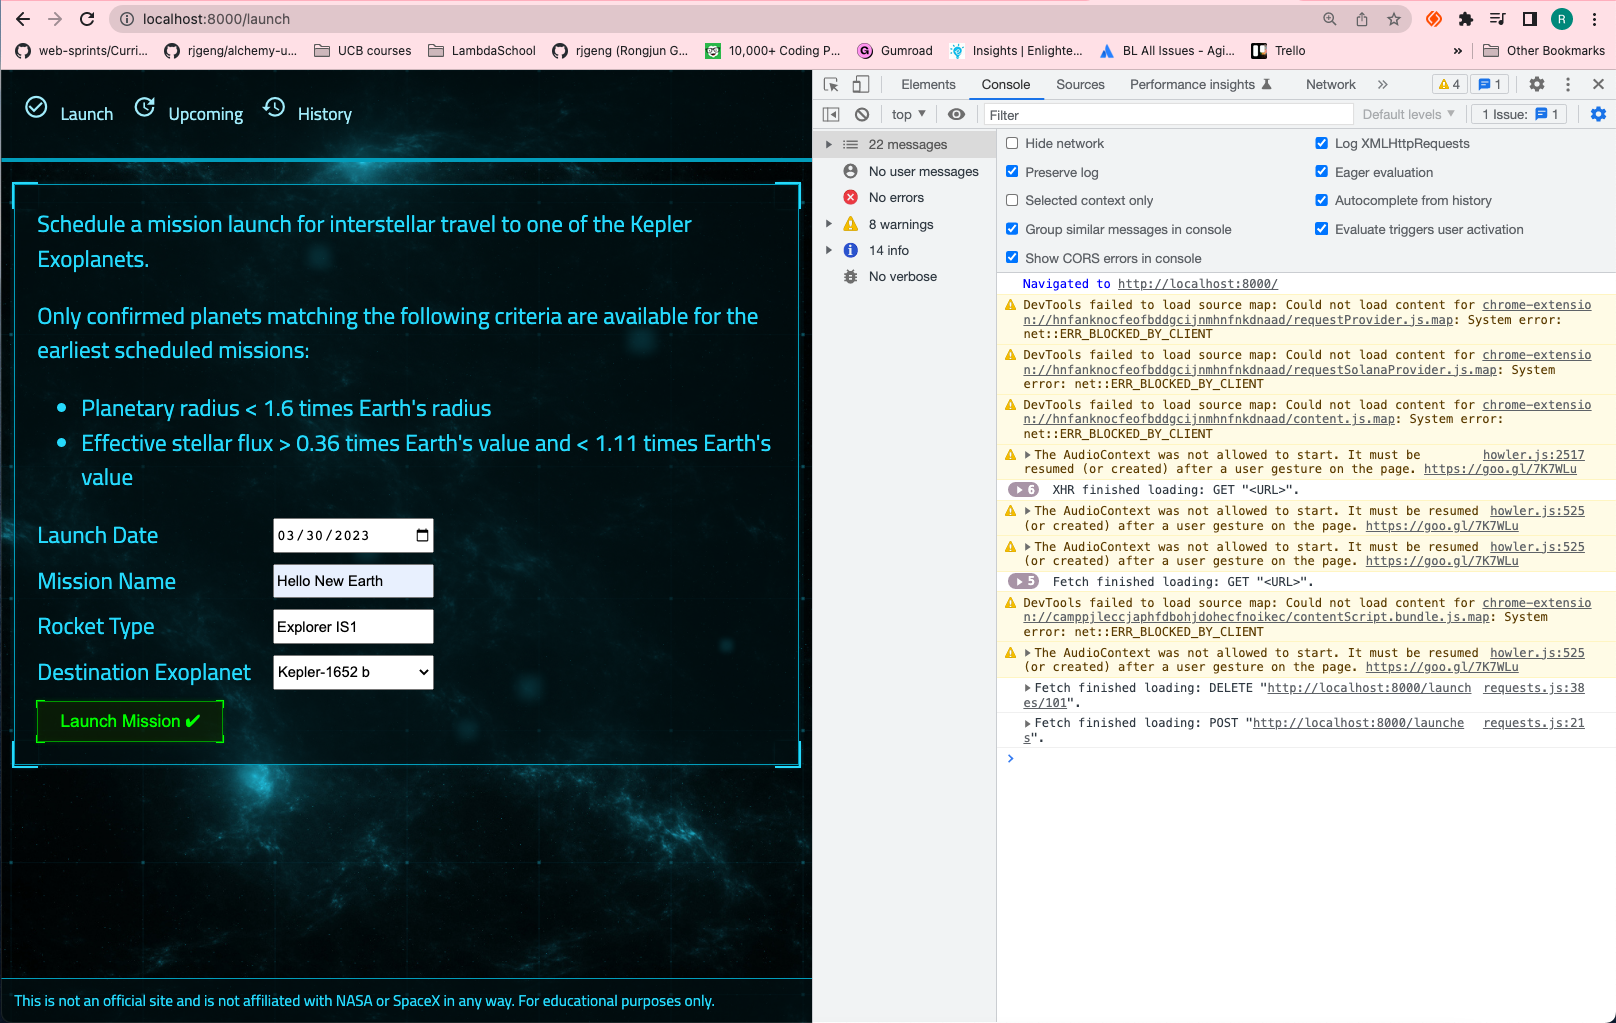 localhost:8000/launch
R
web-sprints/Curri...
rjgeng/alchemy-u...
UCB courses
LambdaSchool
rjgeng (Rongjun G...
10,000+ Coding P...
Gumroad
Insights | Enlighte...
BL All Issues - Agi...
Trello
»
Other Bookmarks
Launch
Upcoming
History
Schedule a mission launch for interstellar travel to one of the Kepler
Exoplanets.
Only confirmed planets matching the following criteria are available for the
earliest scheduled missions:
• Planetary radius < 1.6 times Earth's radius
• Effective stellar flux > 0.36 times Earth's value and < 1.11 times Earth's
value
Launch Date
03/30/2023
Mission Name
Hello New Earth
Rocket Type
Explorer IS1
Destination Exoplanet
Kepler-1652 b
Launch Mission ✔
This is not an official site and is not affiliated with NASA or SpaceX in any way. For educational purposes only.
Elements
Console
Sources
Performance insights
Network
»
4
1
top
Filter
Default levels
1 Issue:
1
22 messages
No user messages
No errors
8 warnings
14 info
No verbose
Hide network
Log XMLHttpRequests
Preserve log
Eager evaluation
Selected context only
Autocomplete from history
Group similar messages in console
Evaluate triggers user activation
Show CORS errors in console
Navigated to http://localhost:8000/
DevTools failed to load source map: Could not load content for chrome-extensio
n://hnfanknocfeofbddgcijnmhnfnkdnaad/requestProvider.js.map: System error:
net::ERR_BLOCKED_BY_CLIENT
DevTools failed to load source map: Could not load content for chrome-extensio
n://hnfanknocfeofbddgcijnmhnfnkdnaad/requestSolanaProvider.js.map: System
error: net::ERR_BLOCKED_BY_CLIENT
DevTools failed to load source map: Could not load content for chrome-extensio
n://hnfanknocfeofbddgcijnmhnfnkdnaad/content.js.map: System error:
net::ERR_BLOCKED_BY_CLIENT
The AudioContext was not allowed to start. It must be howler.js:2517
resumed (or created) after a user gesture on the page. https://goo.gl/7K7WLu
6 XHR finished loading: GET "<URL>".
The AudioContext was not allowed to start. It must be resumed howler.js:525
(or created) after a user gesture on the page. https://goo.gl/7K7WLu
The AudioContext was not allowed to start. It must be resumed howler.js:525
(or created) after a user gesture on the page. https://goo.gl/7K7WLu
5 Fetch finished loading: GET "<URL>".
DevTools failed to load source map: Could not load content for chrome-extensio
n://camppjleccjaphfdbohjdohecfnoikec/contentScript.bundle.js.map: System
error: net::ERR_BLOCKED_BY_CLIENT
The AudioContext was not allowed to start. It must be resumed howler.js:525
(or created) after a user gesture on the page. https://goo.gl/7K7WLu
Fetch finished loading: DELETE "http://localhost:8000/launch requests.js:38
es/101".
Fetch finished loading: POST "http://localhost:8000/launche requests.js:21
s".